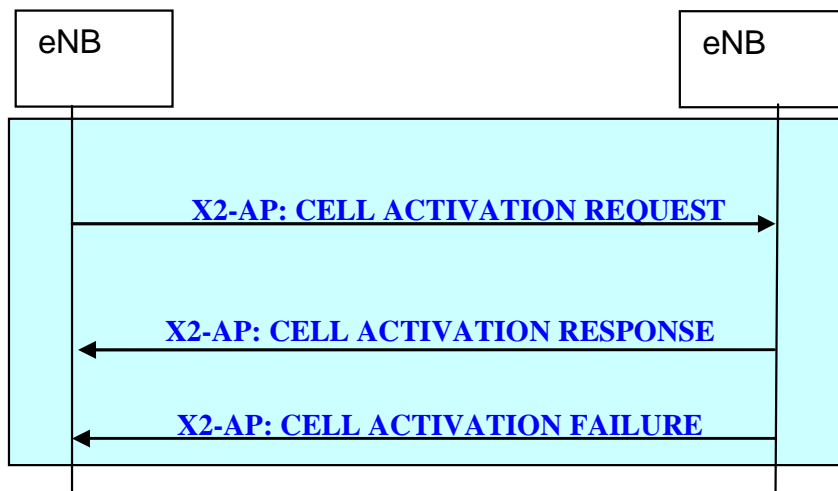 eNB
eNB
X2-AP: CELL ACTIVATION REQUEST
X2-AP: CELL ACTIVATION RESPONSE
X2-AP: CELL ACTIVATION FAILURE